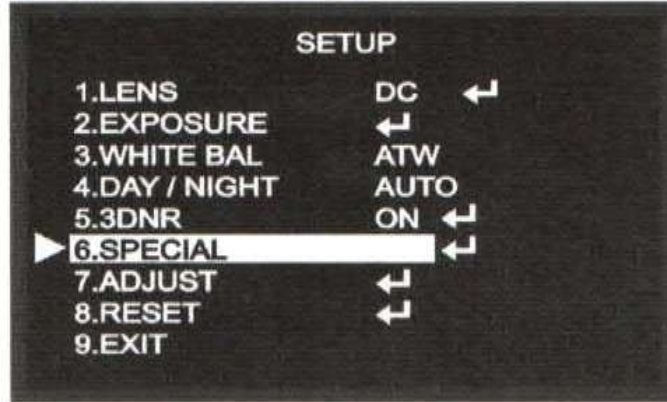 SETUP
1.LENS DC ↵
2.EXPOSURE ↵
3.WHITE BAL ATW
4.DAY / NIGHT AUTO
5.3DNR ON ↵
6.SPECIAL ↵
7.ADJUST ↵
8.RESET ↵
9.EXIT